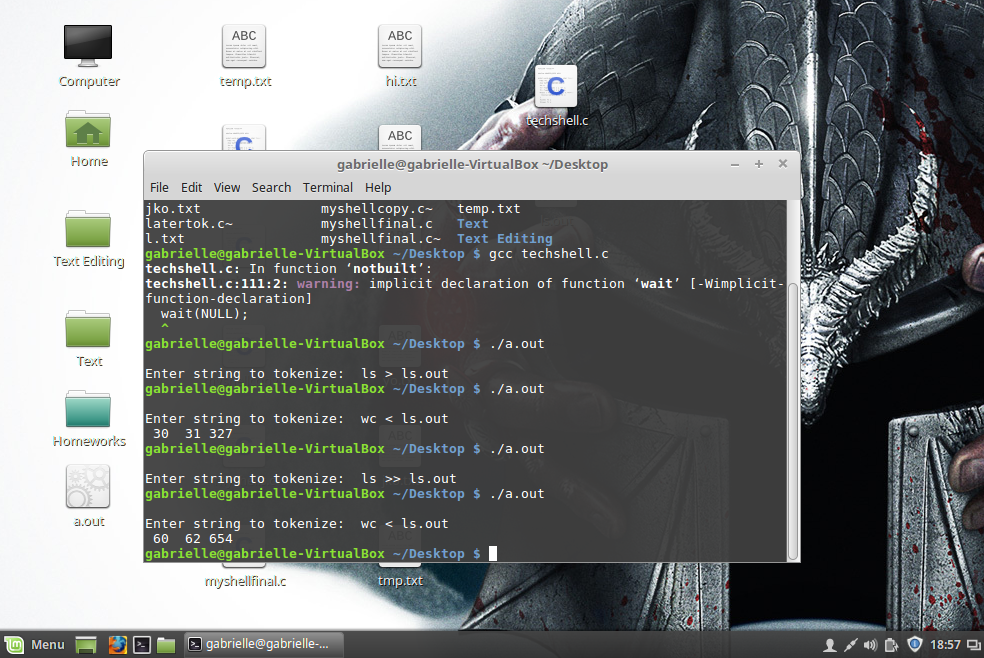 Computer
temp.txt
hi.txt
techshell.c
Home
Text Editing
Text
Homeworks
a.out
gabrielle@gabrielle-VirtualBox ~/Desktop
File Edit View Search Terminal Help
jko.txt myshellcopy.c~ temp.txt
latertok.c~ myshellfinal.c Text
l.txt myshellfinal.c~ Text Editing
gabrielle@gabrielle-VirtualBox ~/Desktop $ gcc techshell.c
techshell.c: In function ‘notbuilt’:
techshell.c:111:2: warning: implicit declaration of function ‘wait’ [-Wimplicit-
function-declaration]
wait(NULL);
^
gabrielle@gabrielle-VirtualBox ~/Desktop $ ./a.out
Enter string to tokenize: ls > ls.out
gabrielle@gabrielle-VirtualBox ~/Desktop $ ./a.out
Enter string to tokenize: wc < ls.out
30 31 327
gabrielle@gabrielle-VirtualBox ~/Desktop $ ./a.out
Enter string to tokenize: ls >> ls.out
gabrielle@gabrielle-VirtualBox ~/Desktop $ ./a.out
Enter string to tokenize: wc < ls.out
60 62 654
gabrielle@gabrielle-VirtualBox ~/Desktop $
myshellfinal.c
tmp.txt
Menu
gabrielle@gabrielle-...
18:57
ABC
ABC
C
C
ABC